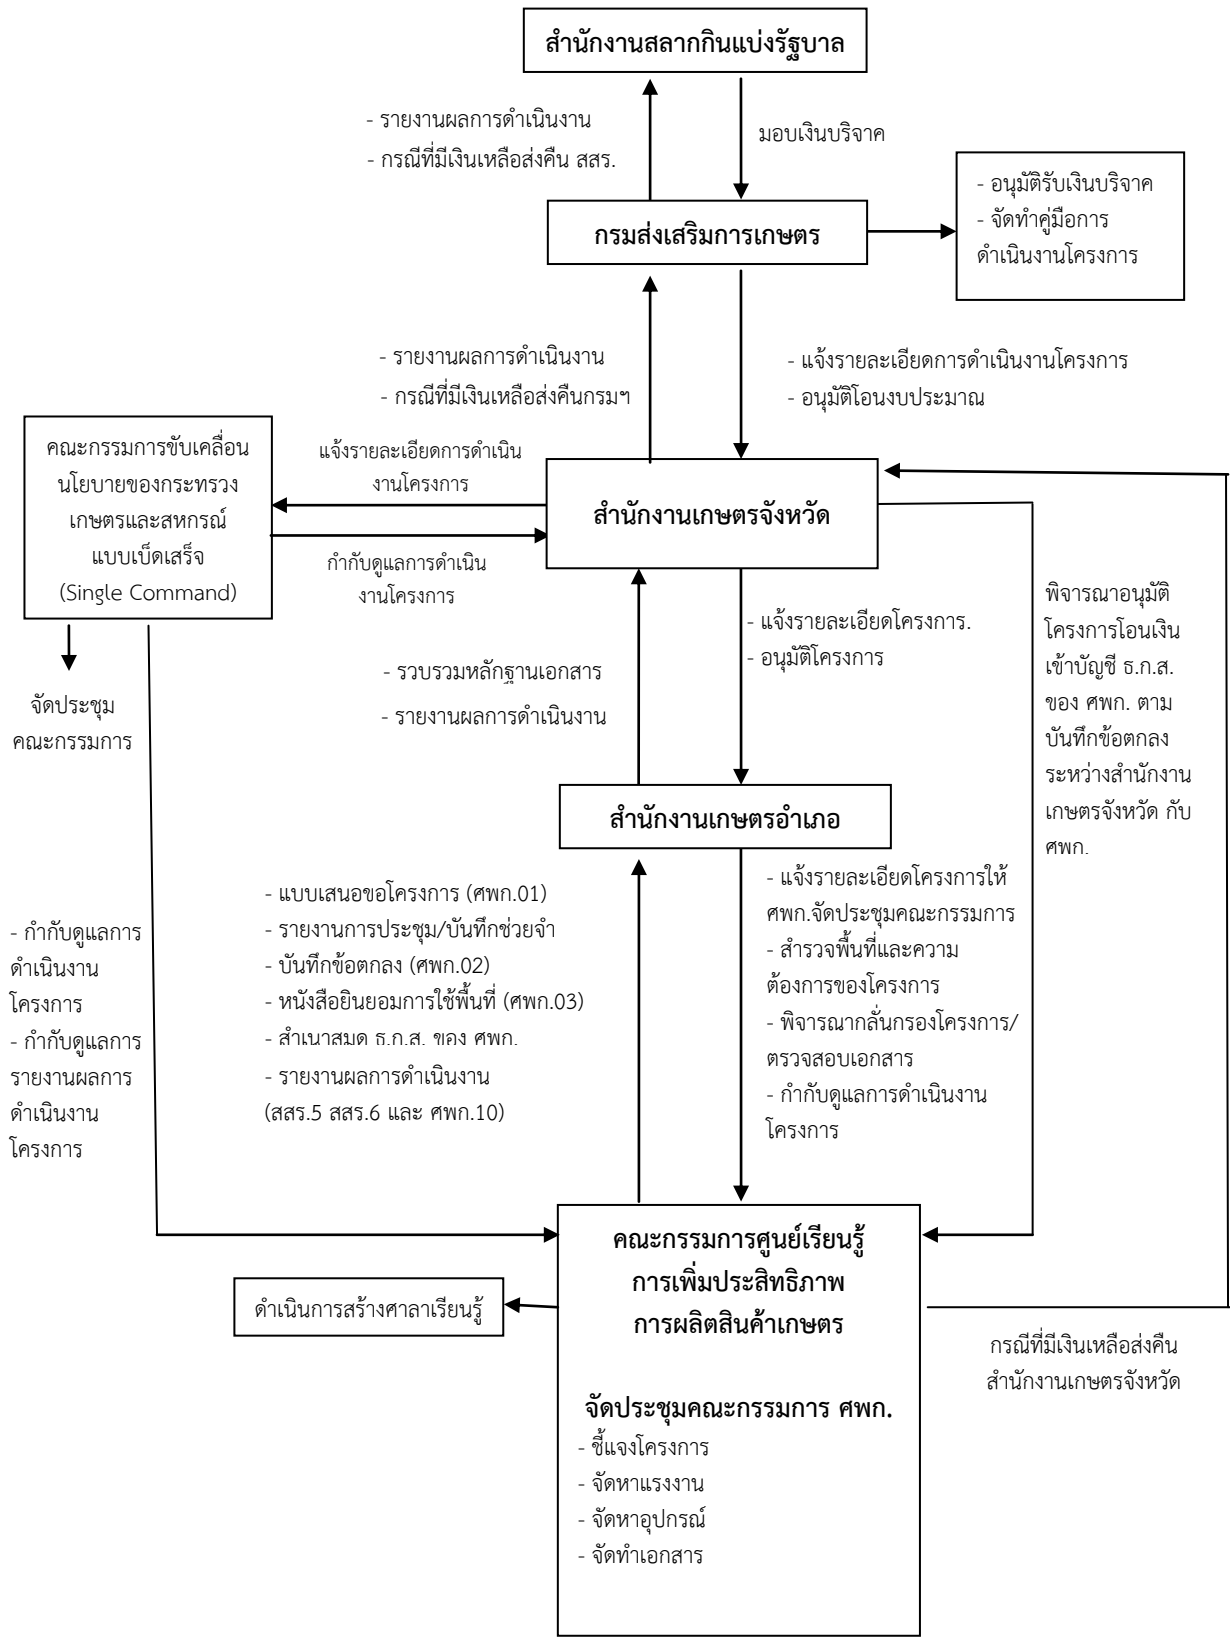 สำนักงานสลากกินแบ่งรัฐบาล
- รายงานผลการดำเนินงาน
- กรณีที่มีเงินเหลือส่งคืน สสร.
มอบเงินบริจาค
- อนุมัติรับเงินบริจาค
- จัดทำคู่มือการ
ดำเนินงานโครงการ
กรมส่งเสริมการเกษตร
- รายงานผลการดำเนินงาน
- กรณีที่มีเงินเหลือส่งคืนกรมฯ
- แจ้งรายละเอียดการดำเนินงานโครงการ
- อนุมัติโอนงบประมาณ
คณะกรรมการขับเคลื่อน
นโยบายของกระทรวง
เกษตรและสหกรณ์
แบบเบ็ดเสร็จ
(Single Command)
แจ้งรายละเอียดการดำเนิน
งานโครงการ
สำนักงานเกษตรจังหวัด
กำกับดูแลการดำเนิน
งานโครงการ
พิจารณาอนุมัติ
โครงการโอนเงิน
เข้าบัญชี ธ.ก.ส.
ของ ศพก. ตาม
บันทึกข้อตกลง
ระหว่างสำนักงาน
เกษตรจังหวัด กับ
ศพก.
- แจ้งรายละเอียดโครงการ.
- อนุมัติโครงการ
- รวบรวมหลักฐานเอกสาร
- รายงานผลการดำเนินงาน
จัดประชุม
คณะกรรมการ
สำนักงานเกษตรอำเภอ
- แบบเสนอขอโครงการ (ศพก.01)
- รายงานการประชุม/บันทึกช่วยจำ
- บันทึกข้อตกลง (ศพก.02)
- หนังสือยินยอมการใช้พื้นที่ (ศพก.03)
- สำเนาสมุด ธ.ก.ส. ของ ศพก.
- รายงานผลการดำเนินงาน
(สสร.5 สสร.6 และ ศพก.10)
- แจ้งรายละเอียดโครงการให้
ศพก.จัดประชุมคณะกรรมการ
- สำรวจพื้นที่และความ
ต้องการของโครงการ
- พิจารณากลั่นกรองโครงการ/
ตรวจสอบเอกสาร
- กำกับดูแลการดำเนินงาน
โครงการ
- กำกับดูแลการ
ดำเนินงาน
โครงการ
- กำกับดูแลการ
รายงานผลการ
ดำเนินงาน
โครงการ
คณะกรรมการศูนย์เรียนรู้
การเพิ่มประสิทธิภาพ
การผลิตสินค้าเกษตร
ดำเนินการสร้างศาลาเรียนรู้
กรณีที่มีเงินเหลือส่งคืน
สำนักงานเกษตรจังหวัด
จัดประชุมคณะกรรมการ ศพก.
- ชี้แจงโครงการ
- จัดหาแรงงาน
- จัดหาอุปกรณ์
- จัดทำเอกสาร